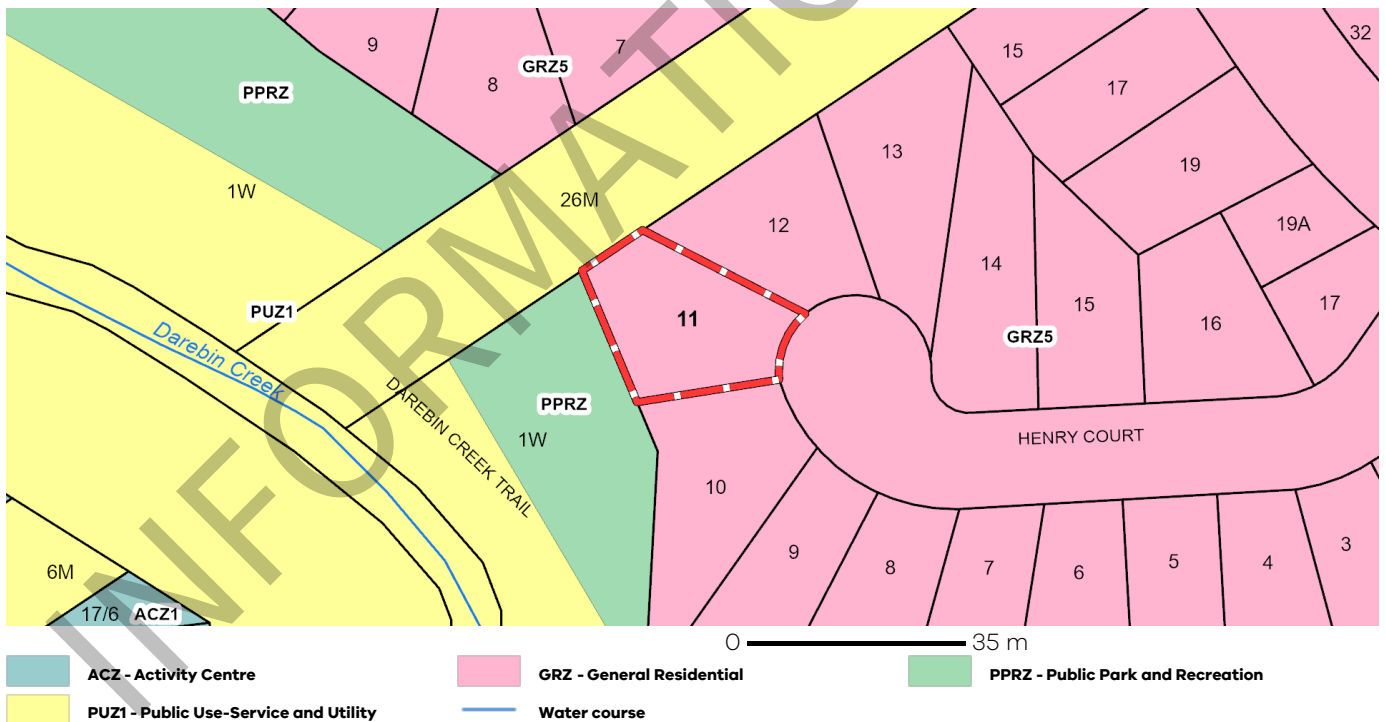 32
15
9
7
GRZ5
8
17
PPRZ
13
19
1W
26M
12
19A
14
15
17
PUZ1
11
16
GRZ5
Darebin Creek
DAREBIN CREEK TRAIL
PPRZ
1W
HENRY COURT
10
9
8
7
6
5
4
3
6M
17/6
ACZ1
INFORMATIO
0 35 m
ACZ - Activity Centre
GRZ - General Residential
PPRZ - Public Park and Recreation
PUZ1 - Public Use-Service and Utility
Water course